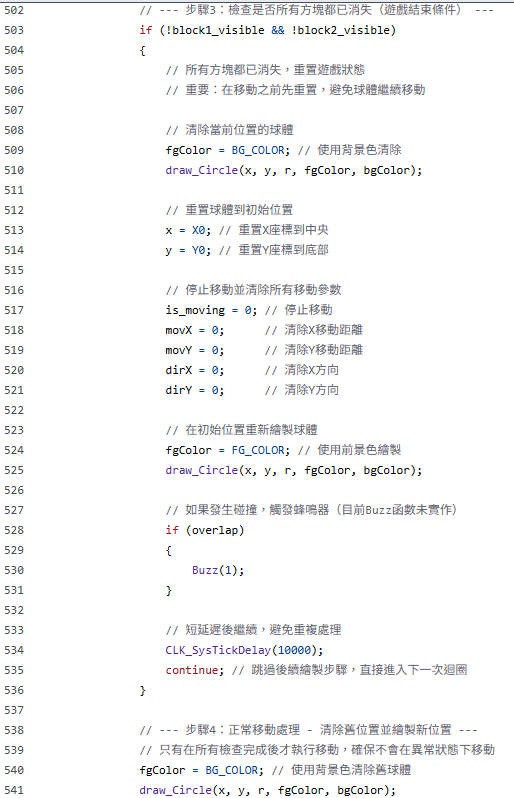 502 // --- 步驟3：檢查是否所有方塊都已消失（遊戲結束條件） ---
503 if (!block1_visible && !block2_visible)
504 {
505 // 所有方塊都已消失，重置遊戲狀態
506 // 重要：在移動之前先重置，避免球體繼續移動
507
508 // 清除當前位置的球體
509 fgColor = BG_COLOR; // 使用背景色清除
510 draw_Circle(x, y, r, fgColor, bgColor);
511
512 // 重置球體到初始位置
513 x = X0; // 重置X座標到中央
514 y = Y0; // 重置Y座標到底部
515
516 // 停止移動並清除所有移動參數
517 is_moving = 0; // 停止移動
518 movX = 0; // 清除X移動距離
519 movY = 0; // 清除Y移動距離
520 dirX = 0; // 清除X方向
521 dirY = 0; // 清除Y方向
522
523 // 在初始位置重新繪製球體
524 fgColor = FG_COLOR; // 使用前景色繪製
525 draw_Circle(x, y, r, fgColor, bgColor);
526
527 // 如果發生碰撞，觸發蜂鳴器（目前Buzz函數未實作）
528 if (overlap)
529 {
530 Buzz(1);
531 }
532
533 // 短延遲後繼續，避免重複處理
534 CLK_SysTickDelay(10000);
535 continue; // 跳過後續繪製步驟，直接進入下一次迴圈
536 }
537
538 // --- 步驟4：正常移動處理 - 清除舊位置並繪製新位置 ---
539 // 只有在所有檢查完成後才執行移動，確保不會在異常狀態下移動
540 fgColor = BG_COLOR; // 使用背景色清除舊球體
541 draw_Circle(x, y, r, fgColor, bgColor);